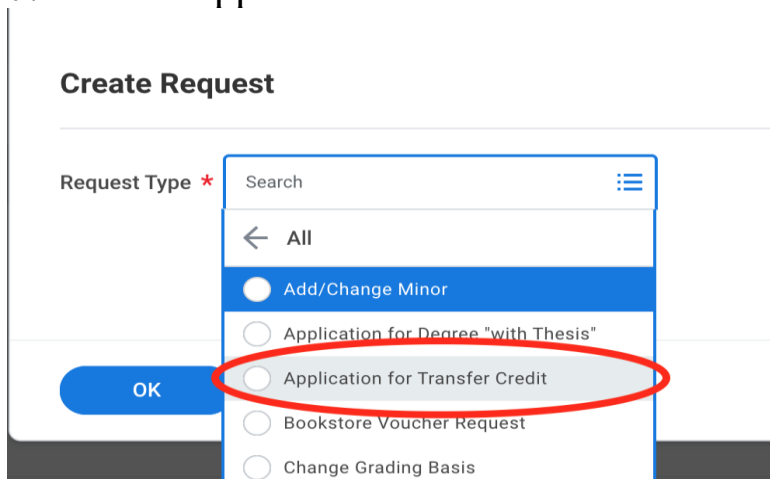 Create Request
Request Type * Search
All
Add/Change Minor
Application for Degree "with Thesis"
Application for Transfer Credit
OK
Bookstore Voucher Request
Change Grading Basis